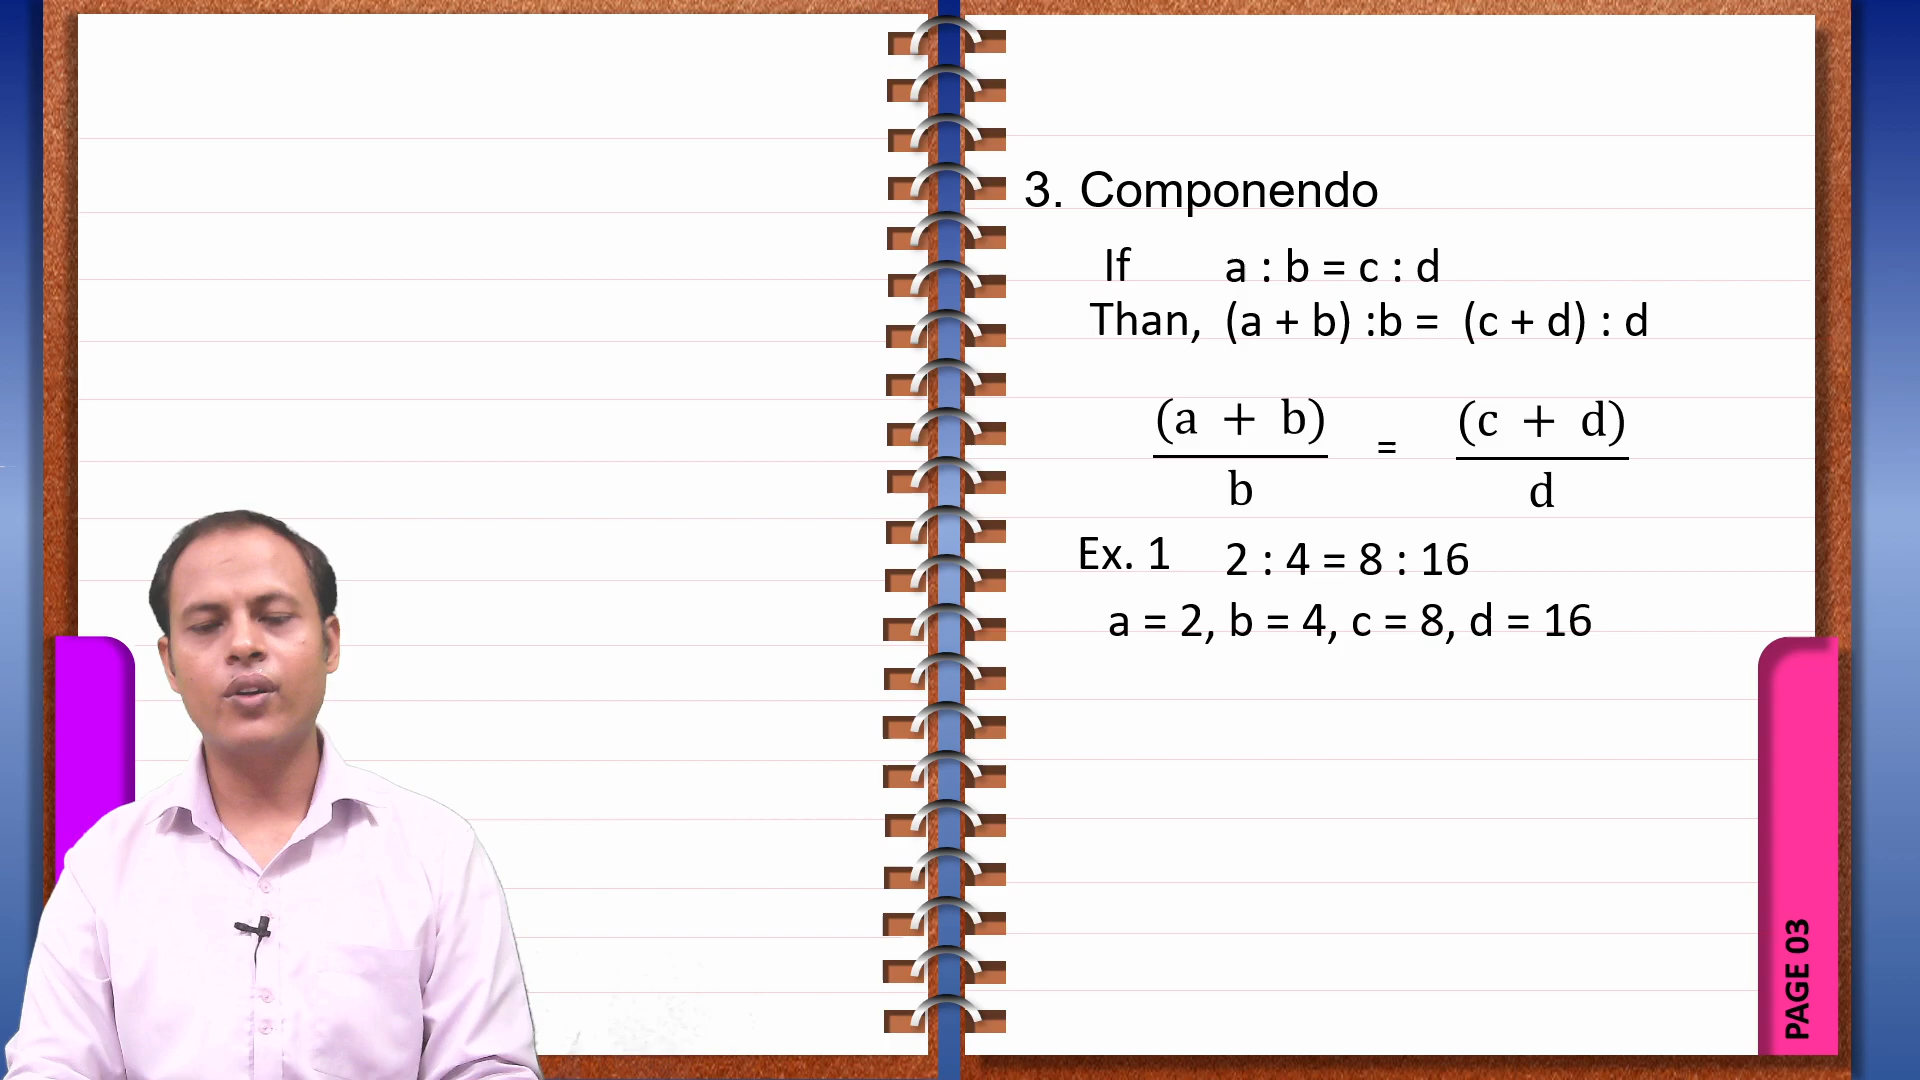 3. Componendo
If a : b = c : d
Than, (a + b) :b = (c + d) : d
(a + b) / b = (c + d) / d
Ex. 1 2 : 4 = 8 : 16
a = 2, b = 4, c = 8, d = 16
PAGE 03